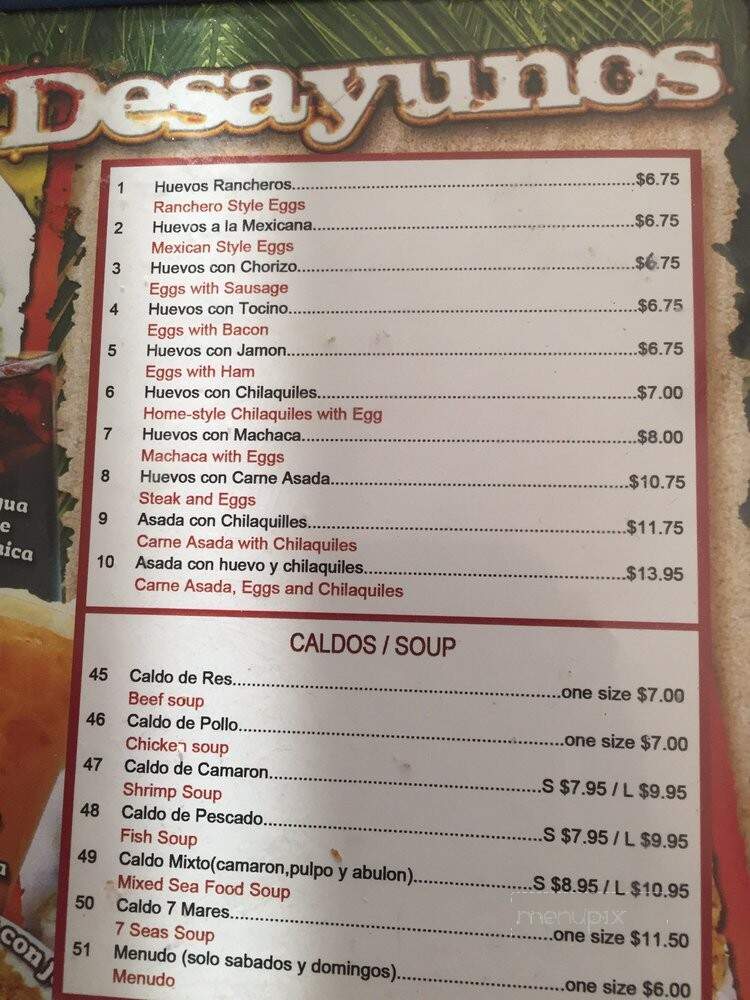 Desayunos
1 Huevos Rancheros..........$6.75
Ranchero Style Eggs
2 Huevos a la Mexicana..........$6.75
Mexican Style Eggs
3 Huevos con Chorizo..........$6.75
Eggs with Sausage
4 Huevos con Tocino..........$6.75
Eggs with Bacon
5 Huevos con Jamon..........$6.75
Eggs with Ham
6 Huevos con Chilaquiles..........$7.00
Home-style Chilaquiles with Egg
7 Huevos con Machaca..........$8.00
Machaca with Eggs
8 Huevos con Carne Asada..........$10.75
Steak and Eggs
9 Asada con Chilaquilles..........$11.75
Carne Asada with Chilaquiles
10 Asada con huevo y chilaquiles..........$13.95
Carne Asada, Eggs and Chilaquiles
CALDOS / SOUP
45 Caldo de Res..........one size $7.00
Beef soup
46 Caldo de Pollo..........one size $7.00
Chicken soup
47 Caldo de Camaron..........S $7.95 / L $9.95
Shrimp Soup
48 Caldo de Pescado..........S $7.95 / L $9.95
Fish Soup
49 Caldo Mixto(camaron,pulpo y abulon)..........S $8.95 / L $10.95
Mixed Sea Food Soup
50 Caldo 7 Mares..........one size $11.50
7 Seas Soup
51 Menudo (solo sabados y domingos)..........one size $6.00
Menudo
con
menupix